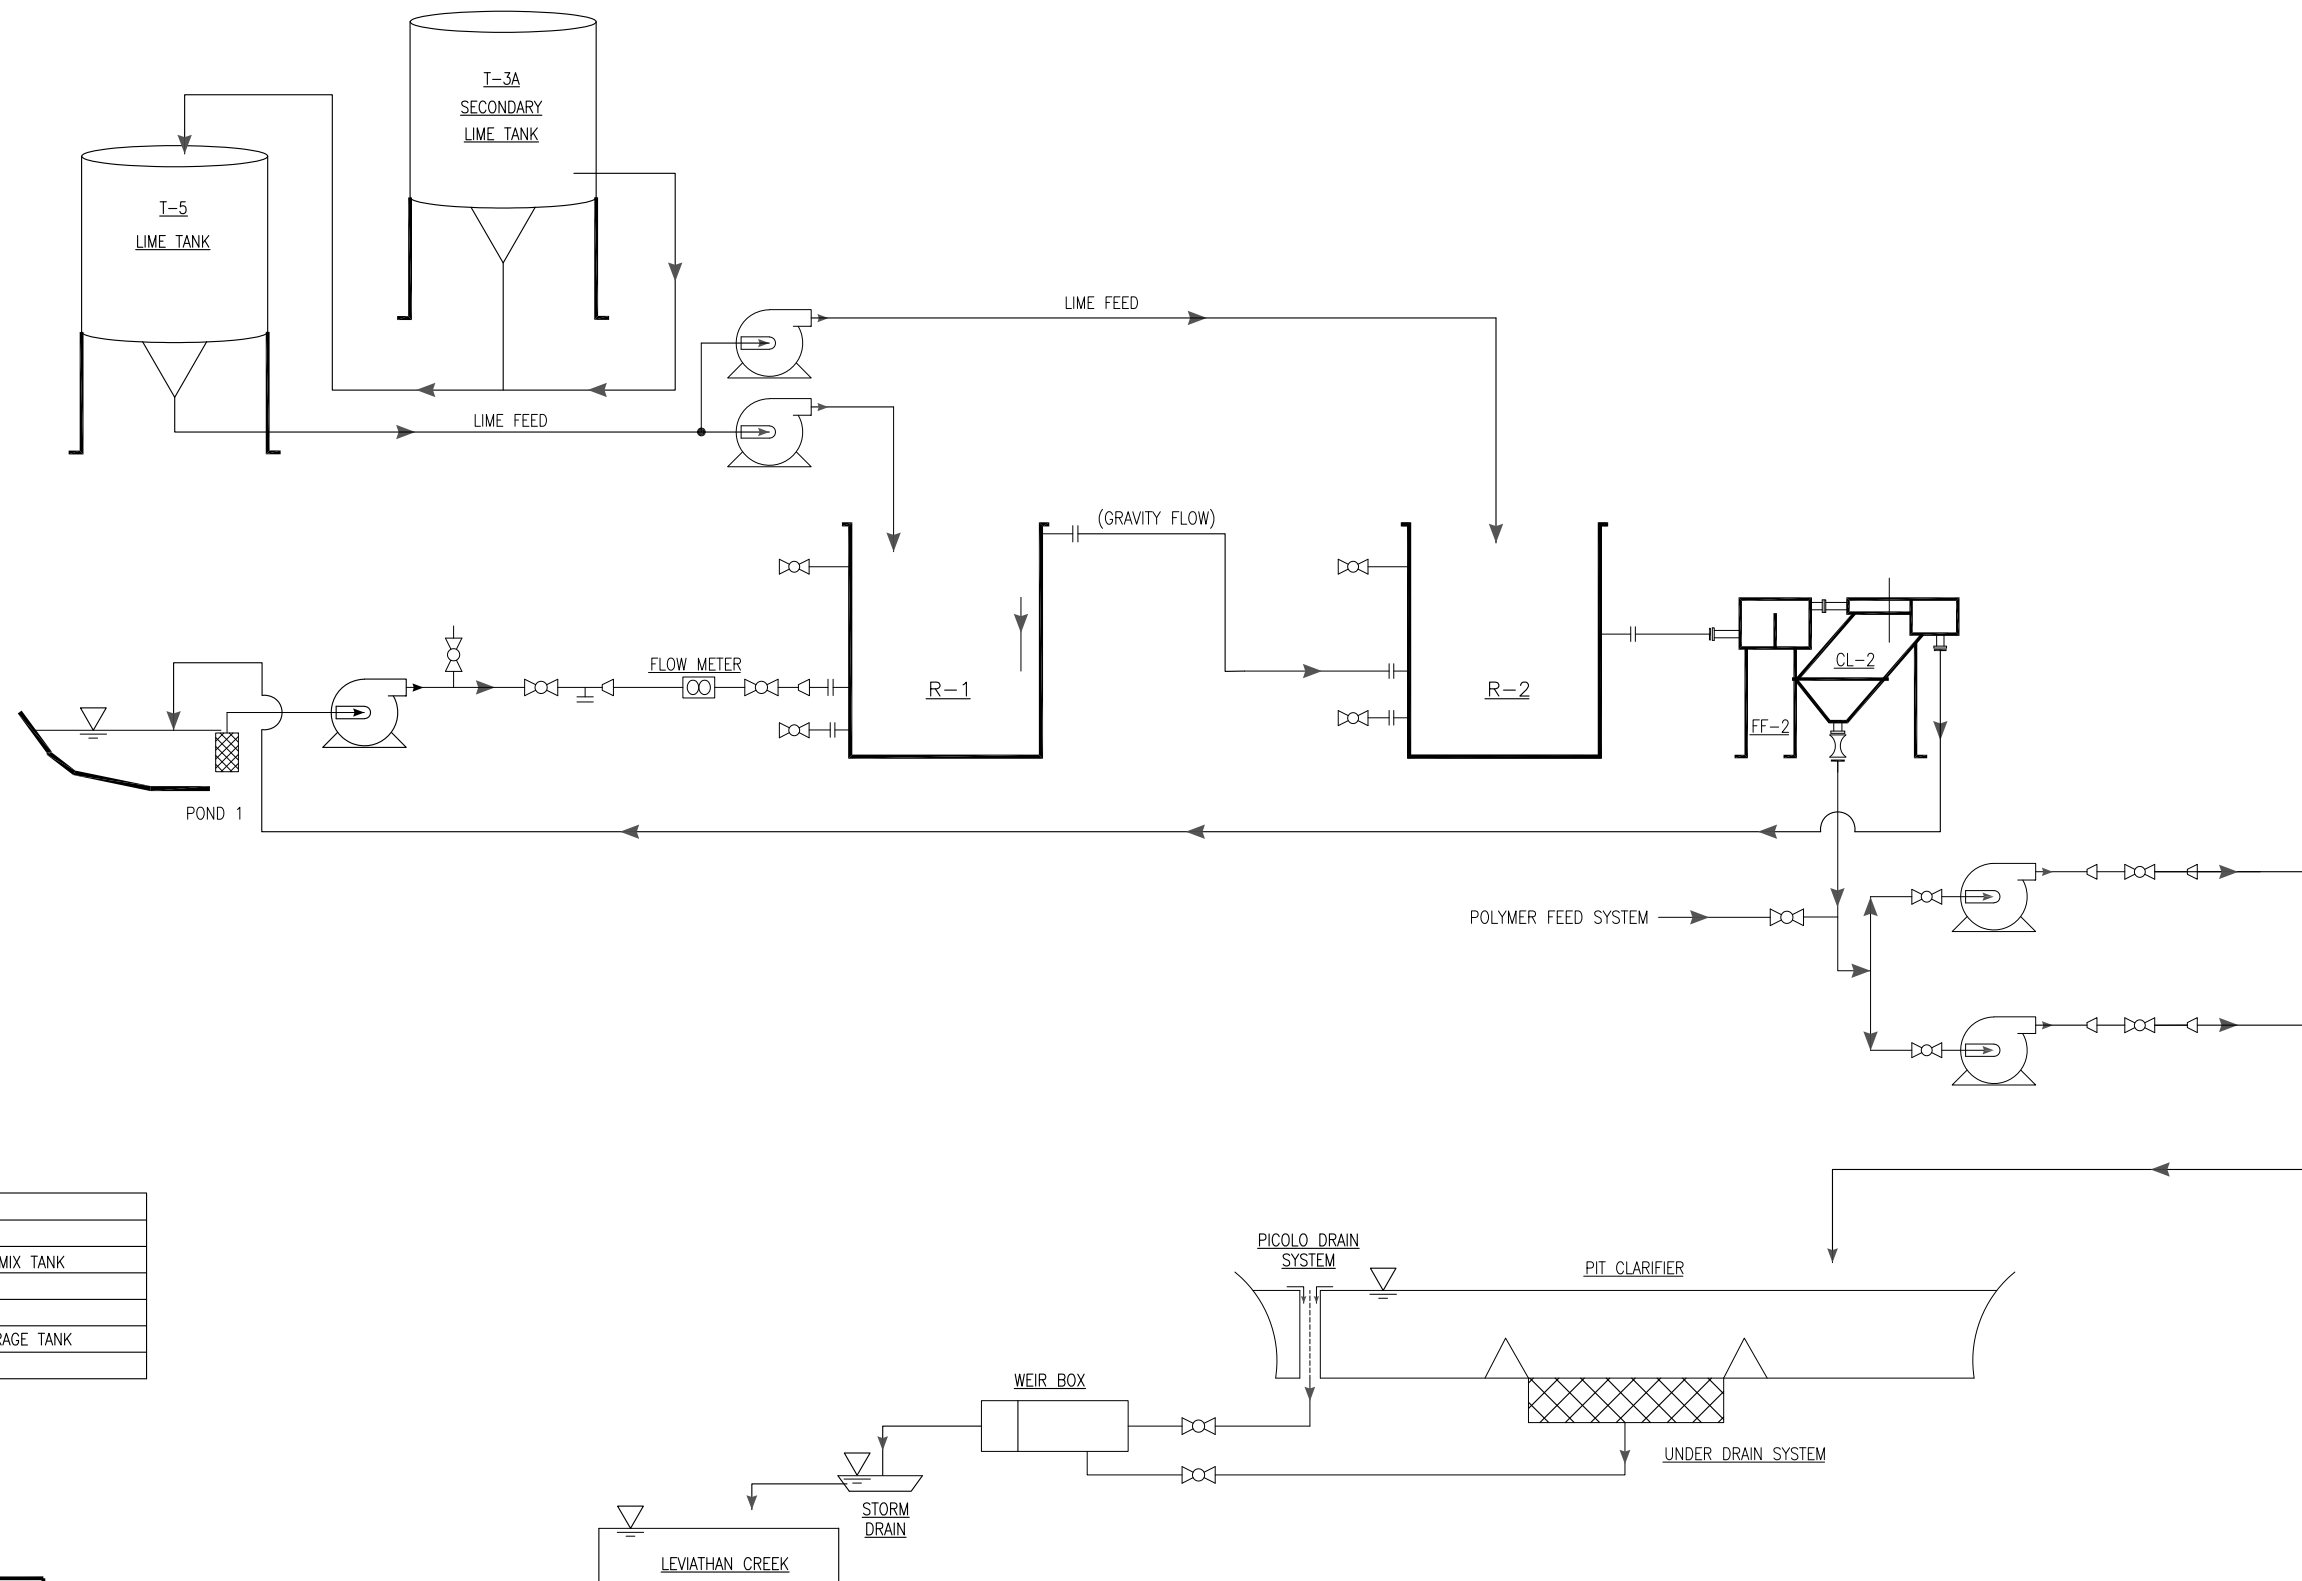 T-3A
SECONDARY
LIME TANK
T-5
LIME TANK
LIME FEED
LIME FEED
(GRAVITY FLOW)
FLOW METER
R-1
R-2
CL-2
FF-2
POND 1
POLYMER FEED SYSTEM
PICOLO DRAIN
SYSTEM
MIX TANK
PIT CLARIFIER
RAGE TANK
WEIR BOX
UNDER DRAIN SYSTEM
STORM
DRAIN
LEVIATHAN CREEK